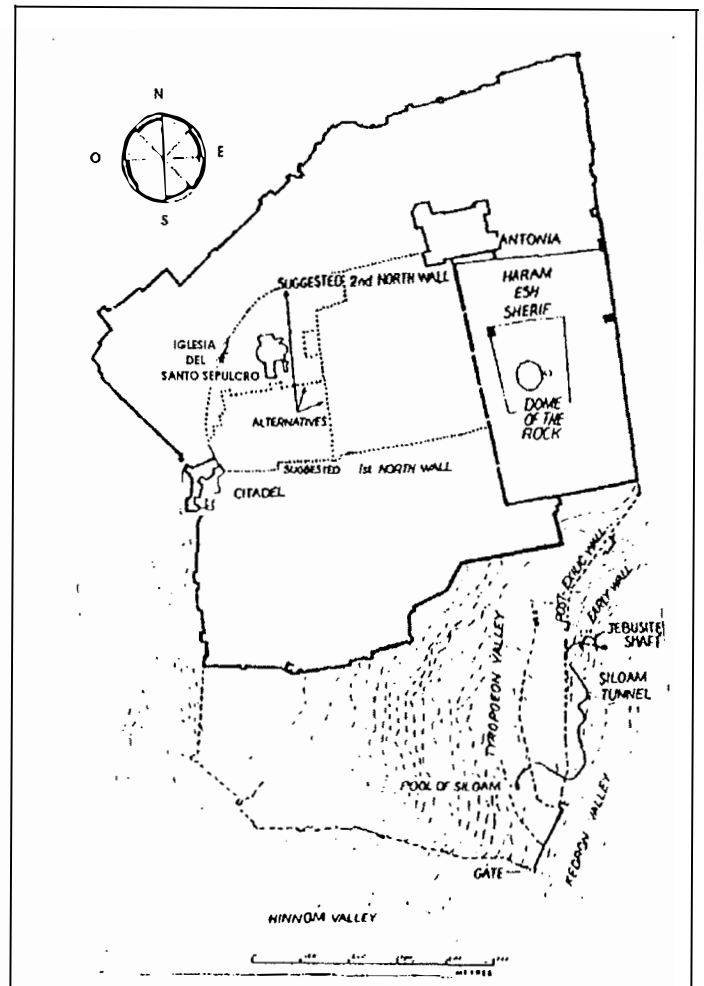 N
O
E
S
ANTONIA
SUGGESTED 2nd NORTH WALL
HARAM
ESH
SHERIF
IGLESIA
DEL
SANTO SEPULCRO
DOME
OF THE
ROCK
ALTERNATIVES
SUGGESTED 1st NORTH WALL
CITADEL
POST-EXILIC WALL
EARLY WALL
JEBUSITE
SHAFT
TYROPOEON VALLEY
SILOAM
TUNNEL
POOL OF SILOAM
KEDRON VALLEY
GATE
HINNOM VALLEY
METRES